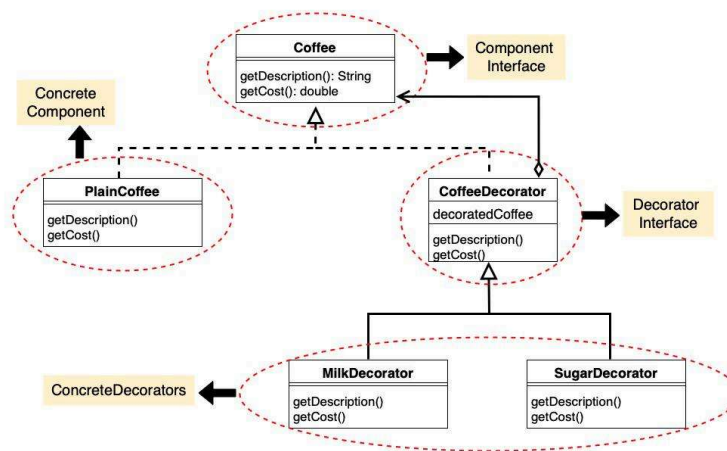 Coffee
getDescription(): String
getCost(): double
Component
Interface
Concrete
Component
PlainCoffee
getDescription()
getCost()
CoffeeDecorator
decoratedCoffee
getDescription()
getCost()
Decorator
Interface
MilkDecorator
getDescription()
getCost()
SugarDecorator
getDescription()
getCost()
ConcreteDecorators